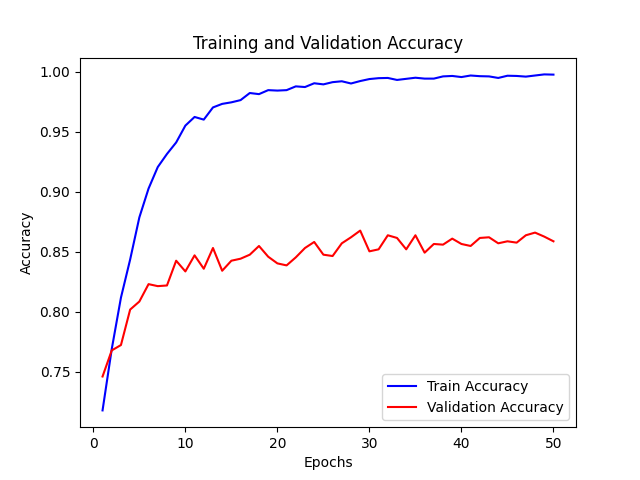 Training and Validation Accuracy
Accuracy
1.00
0.95
0.90
0.85
0.80
0.75
0
10
20
30
40
50
Epochs
Train Accuracy
Validation Accuracy